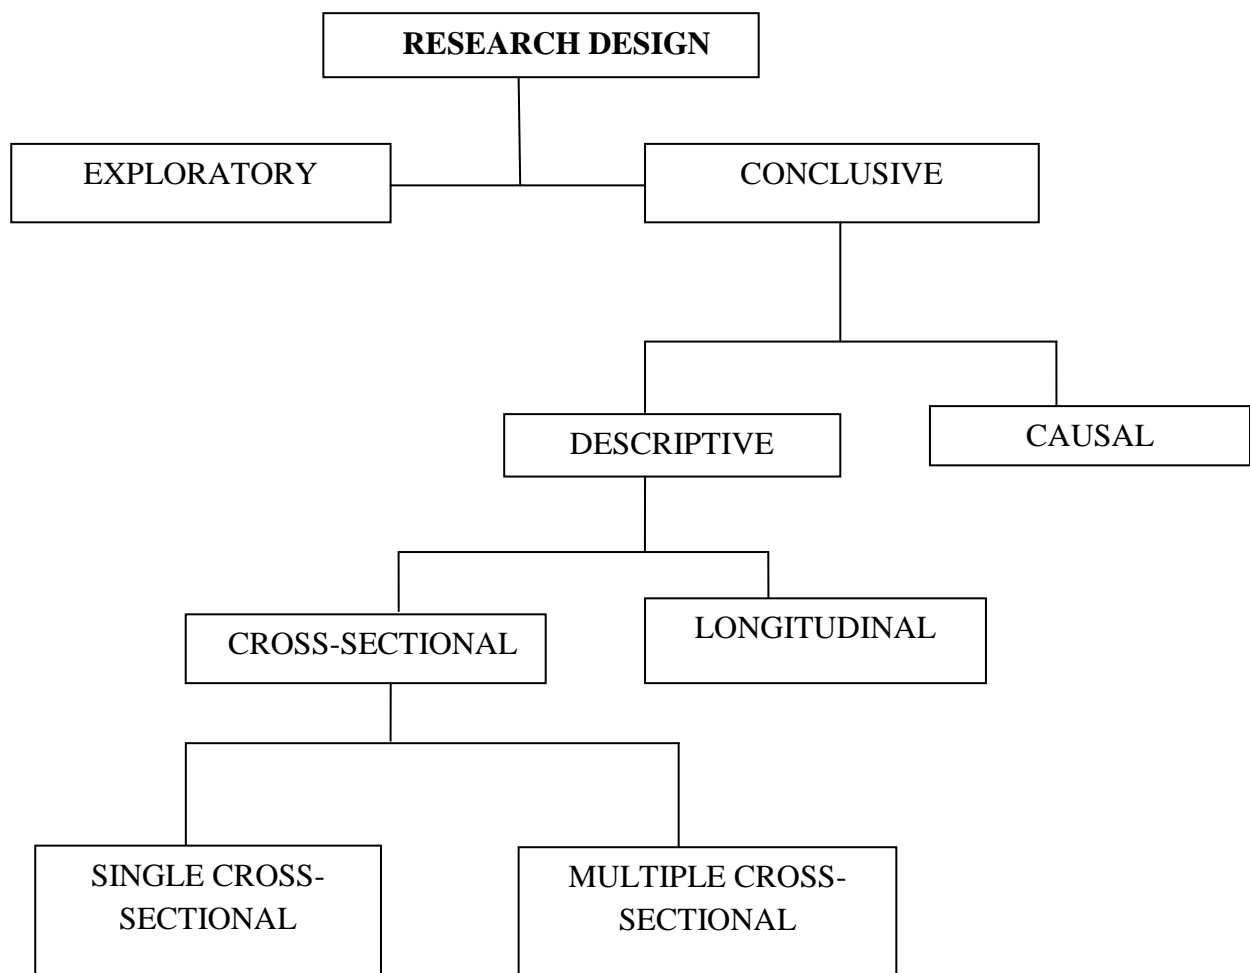 RESEARCH DESIGN
EXPLORATORY
CONCLUSIVE
DESCRIPTIVE
CAUSAL
CROSS-SECTIONAL
LONGITUDINAL
SINGLE CROSS-
SECTIONAL
MULTIPLE CROSS-
SECTIONAL